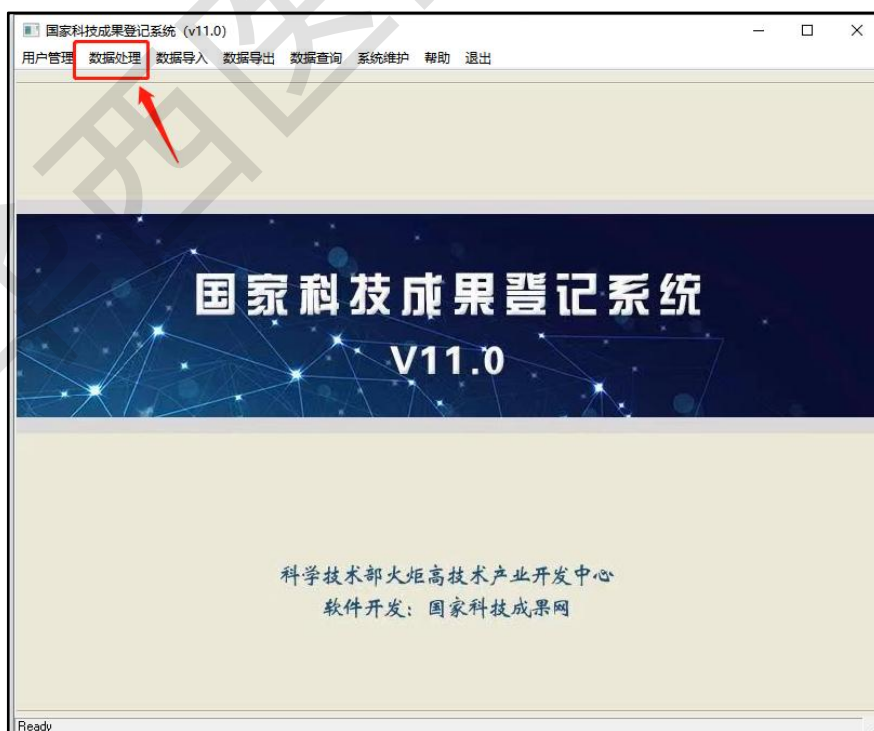 国家科技成果登记系统 (v11.0)
用户管理 数据处理 数据导入 数据导出 数据查询 系统维护 帮助 退出
国家科技成果登记系统
V11.0
科学技术部火炬高技术产业开发中心
软件开发：国家科技成果网
Ready
西医